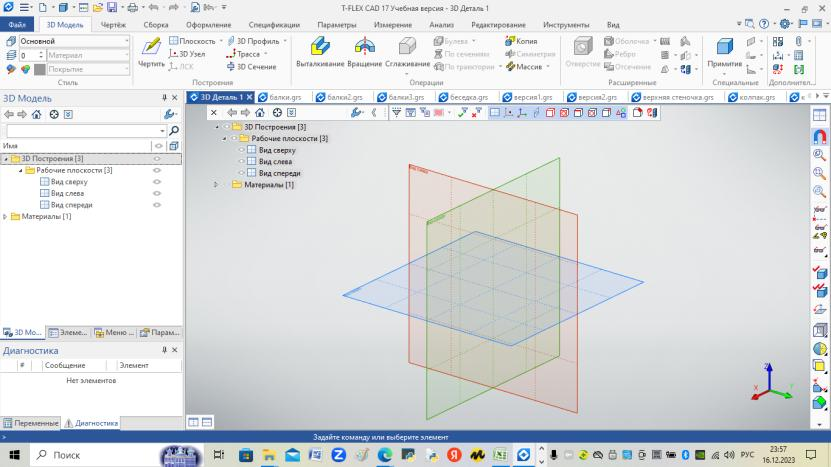 T-FLEX CAD 17 Учебная версия - 3D Деталь 1
Файл 3D Модель Чертёж Сборка Оформление Спецификации Параметры Измерение Анализ Редактирование Инструменты Вид
Основной
0 Материал
Покрытие
Стиль
Чертить
Плоскость 3D Профиль
3D Узел Трасса
ЛСК 3D Сечение
Построения
Выталкивание Вращение Сглаживание
Булева Копия
По сечениям Симметрия
По траектории Массив
Операции
Отверстие
Оболочка
Ребро
Отсечение
Расширенные
Примитив
Специальные
Дополнительно
3D Модель
3D Деталь 1 балки.grs балки2.grs балки3.grs беседка.grs версия1.grs версия2.grs верхняя стеночка.grs колпак.grs
Имя
3D Построения [3]
Рабочие плоскости [3]
Вид сверху
Вид слева
Вид спереди
Материалы [1]
3D Построения [3]
Рабочие плоскости [3]
Вид сверху
Вид слева
Вид спереди
Материалы [1]
3D Мо... Элеме... Меню ... Парам...
Диагностика
# Сообщение Элемент
Нет элементов
Переменные Диагностика
> Задайте команду или выберите элемент
Поиск
РУС
23:57
16.12.2023